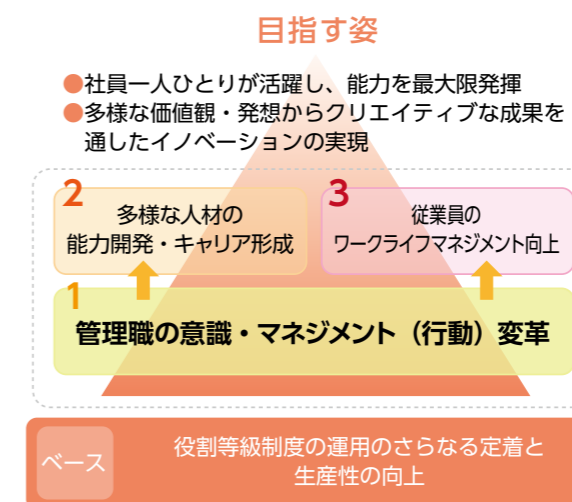 目指す姿
●社員一人ひとりが活躍し、能力を最大限発揮
●多様な価値観・発想からクリエイティブな成果を
通したイノベーションの実現
2
多様な人材の
能力開発・キャリア形成
3
従業員の
ワークライフマネジメント向上
1
管理職の意識・マネジメント（行動）変革
ベース
役割等級制度の運用のさらなる定着と
生産性の向上